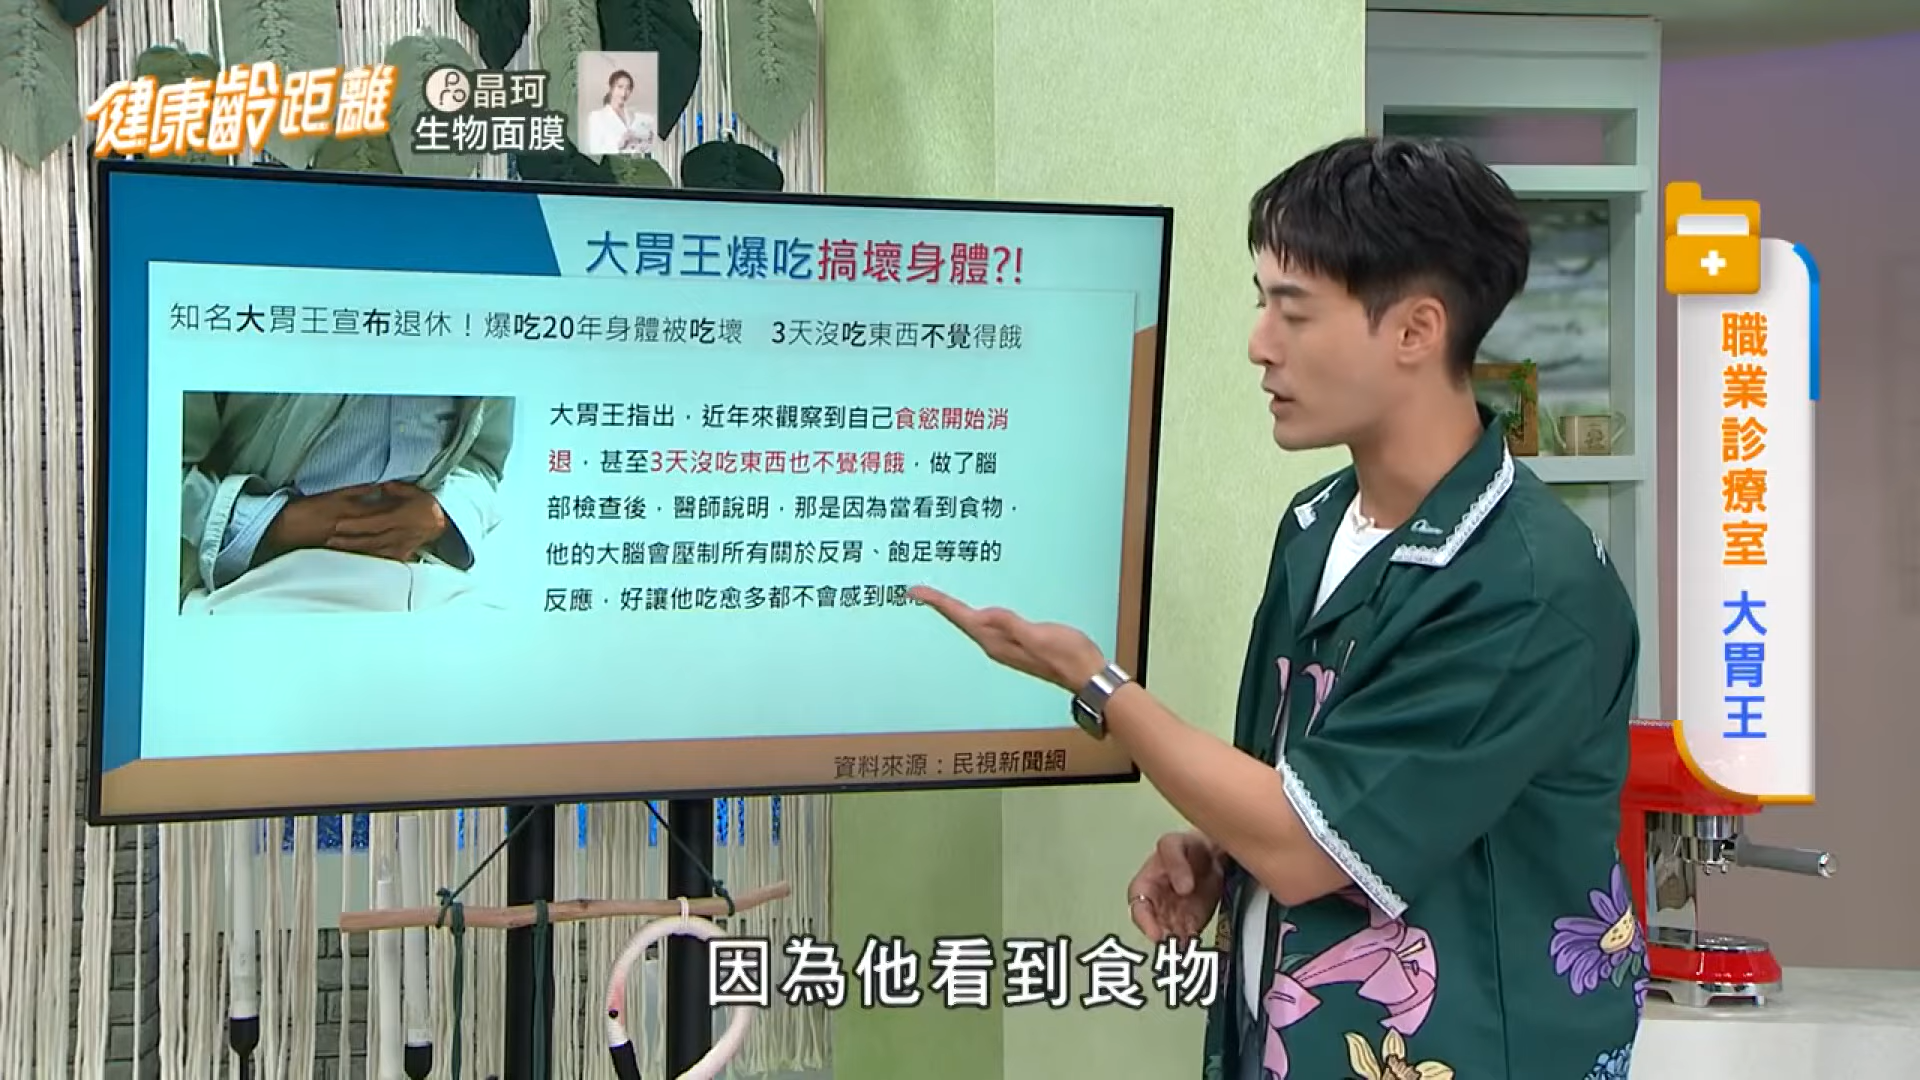 健康齡距離
Pro晶珂
生物面膜
大胃王爆吃搞壞身體?!
知名大胃王宣布退休！爆吃20年身體被吃壞 3天沒吃東西不覺得餓
大胃王指出，近年來觀察到自己食慾開始消
退，甚至3天沒吃東西也不覺得餓，做了腦
部檢查後，醫師說明，那是因為當看到食物，
他的大腦會壓制所有關於反胃、飽足等等的
反應，好讓他吃愈多都不會感到噁
資料來源：民視新聞網
職業診療室 大胃王
因為他看到食物